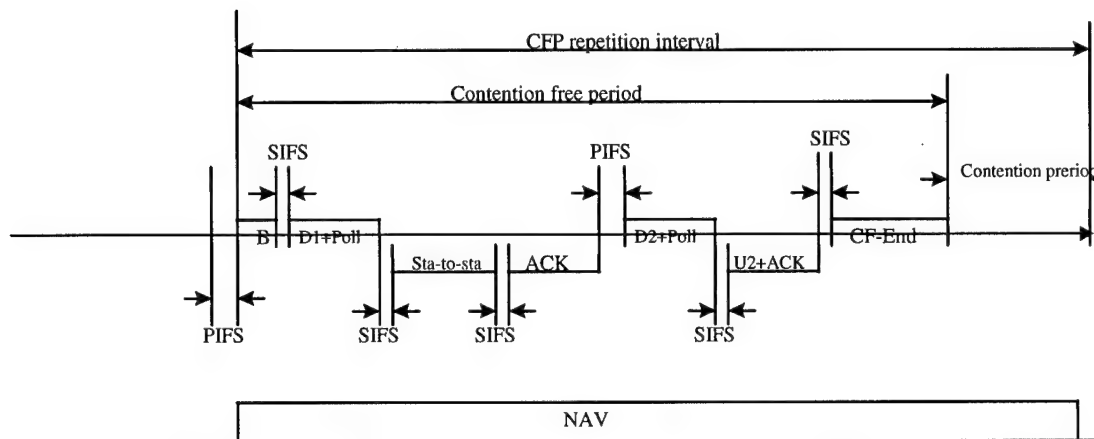 CFP repetition interval
Contention free period
SIFS
PIFS
SIFS
Contention prerior
B
D1+Poll
D2+Poll
CF-End
Sta-to-sta
ACK
U2+ACK
PIFS
SIFS
SIFS
SIFS
NAV